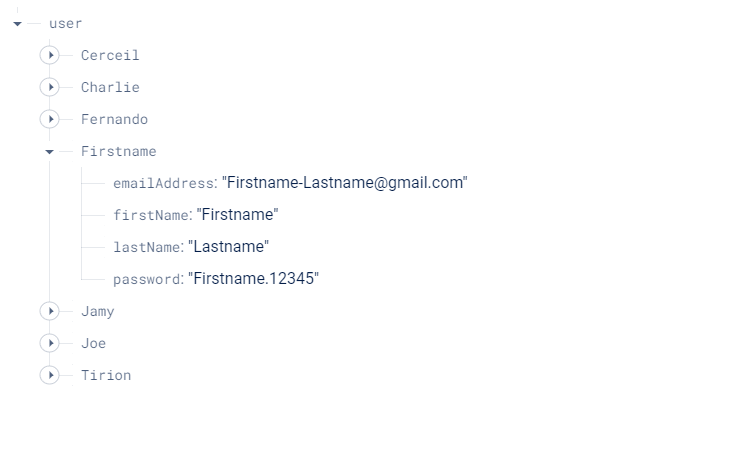 user
Cerceil
Charlie
Fernando
Firstname
emailAddress: "Firstname-Lastname@gmail.com"
firstName: "Firstname"
lastName: "Lastname"
password: "Firstname.12345"
Jamy
Joe
Tirion